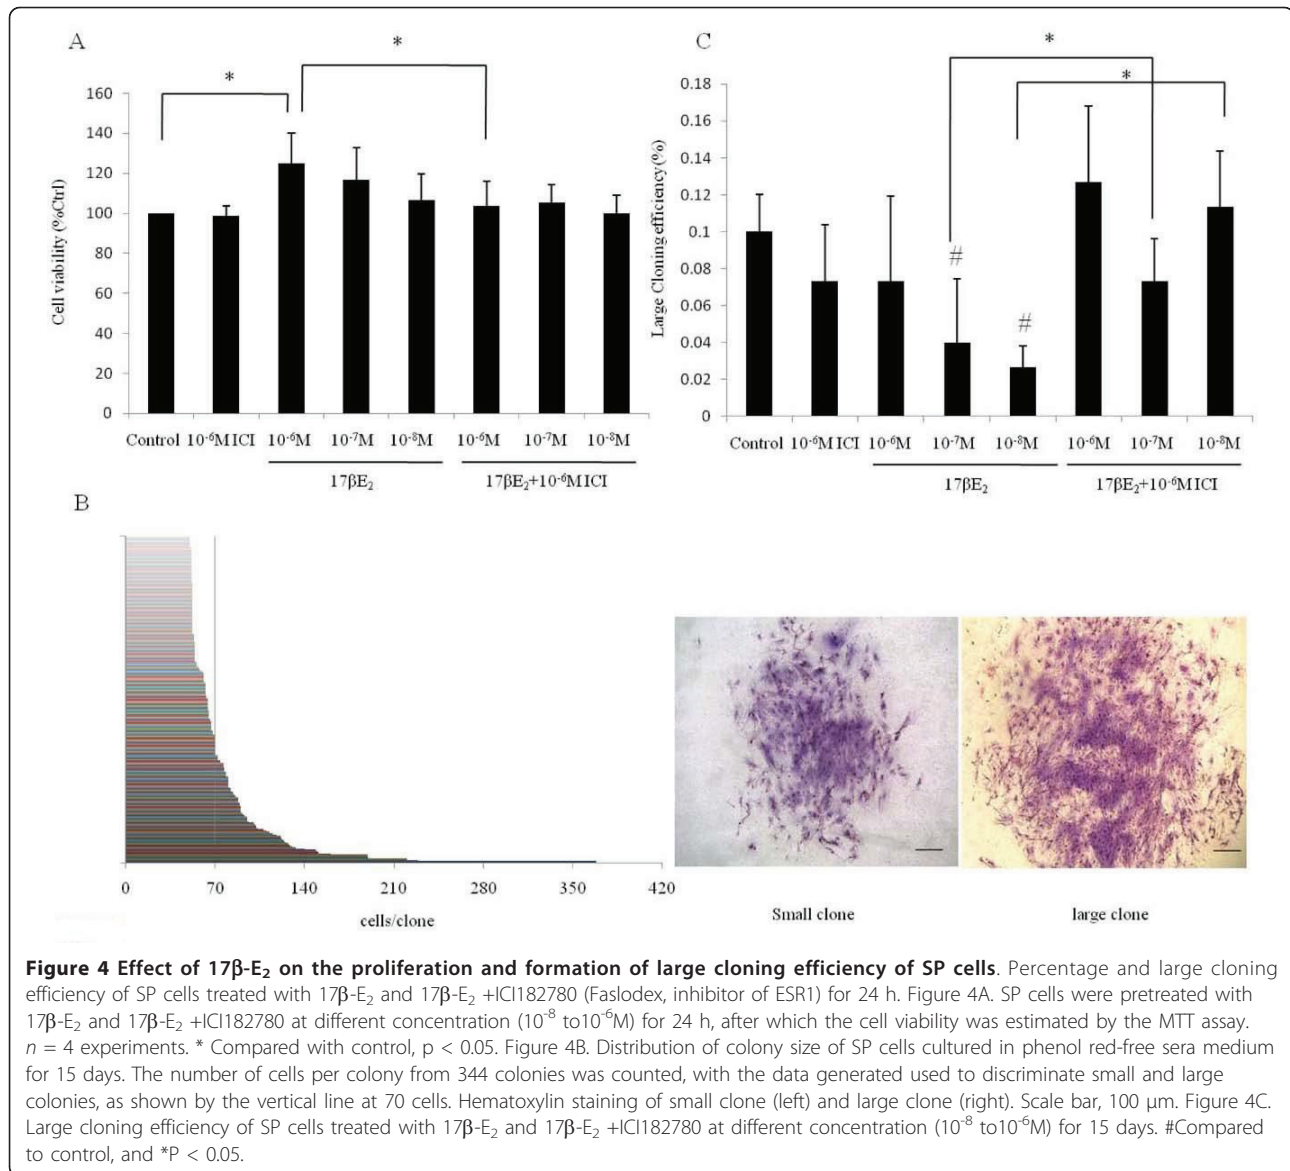 A
Cell viability (%Ctrl)
160
140
120
100
80
60
40
20
0
*
*
Control 10⁻⁶M ICI 10⁻⁶M 10⁻⁷M 10⁻⁸M 10⁻⁶M 10⁻⁷M 10⁻⁸M
17βE₂ 17βE₂+10⁻⁶M ICI
C
Large Cloning efficiency (%)
0.18
0.16
0.14
0.12
0.1
0.08
0.06
0.04
0.02
0
*
*
#
#
Control 10⁻⁶M ICI 10⁻⁶M 10⁻⁷M 10⁻⁸M 10⁻⁶M 10⁻⁷M 10⁻⁸M
17βE₂ 17βE₂+10⁻⁶M ICI
B
0 70 140 210 280 350 420
cells/clone
Small clone
large clone
Figure 4 Effect of 17β-E₂ on the proliferation and formation of large cloning efficiency of SP cells. Percentage and large cloning
efficiency of SP cells treated with 17β-E₂ and 17β-E₂ +ICI182780 (Faslodex, inhibitor of ESR1) for 24 h. Figure 4A. SP cells were pretreated with
17β-E₂ and 17β-E₂ +ICI182780 at different concentration (10⁻⁸ to10⁻⁶M) for 24 h, after which the cell viability was estimated by the MTT assay.
n = 4 experiments. * Compared with control, p < 0.05. Figure 4B. Distribution of colony size of SP cells cultured in phenol red-free sera medium
for 15 days. The number of cells per colony from 344 colonies was counted, with the data generated used to discriminate small and large
colonies, as shown by the vertical line at 70 cells. Hematoxylin staining of small clone (left) and large clone (right). Scale bar, 100 μm. Figure 4C.
Large cloning efficiency of SP cells treated with 17β-E₂ and 17β-E₂ +ICI182780 at different concentration (10⁻⁸ to10⁻⁶M) for 15 days. #Compared
to control, and *P < 0.05.